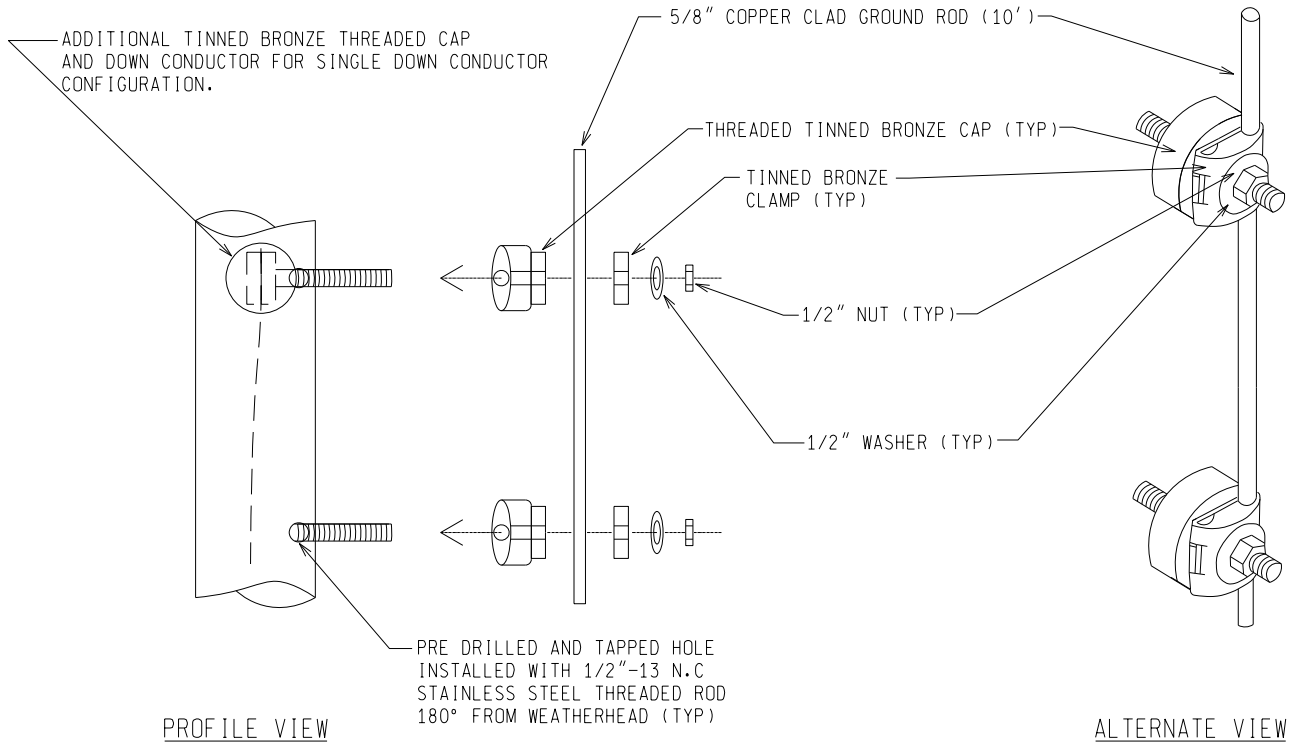 5/8" COPPER CLAD GROUND ROD (10')
ADDITIONAL TINNED BRONZE THREADED CAP
AND DOWN CONDUCTOR FOR SINGLE DOWN CONDUCTOR
CONFIGURATION.
THREADED TINNED BRONZE CAP (TYP)
TINNED BRONZE
CLAMP (TYP)
1/2" NUT (TYP)
1/2" WASHER (TYP)
PRE DRILLED AND TAPPED HOLE
INSTALLED WITH 1/2"-13 N.C
STAINLESS STEEL THREADED ROD
180° FROM WEATHERHEAD (TYP)
PROFILE VIEW
ALTERNATE VIEW